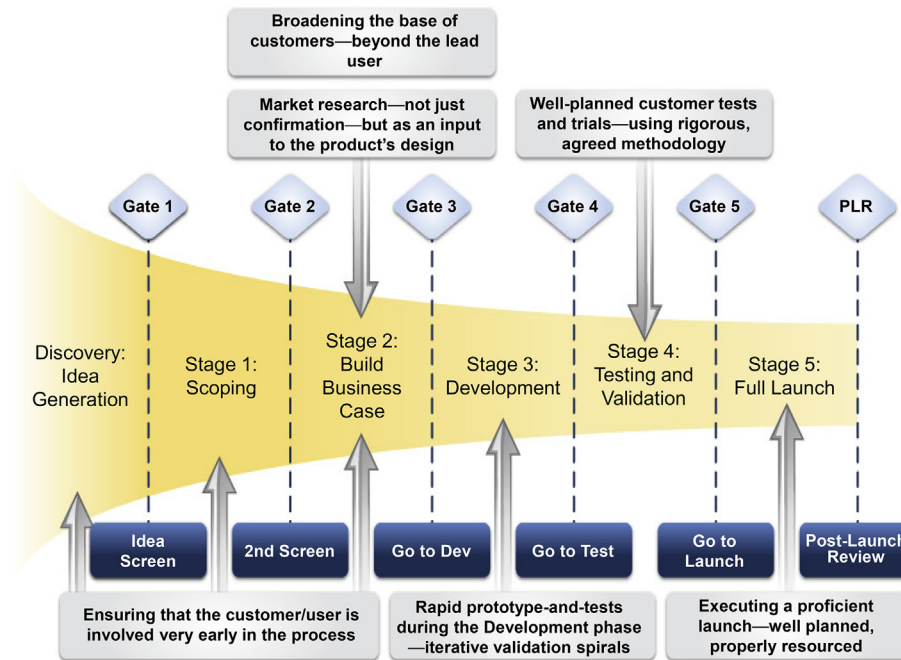 Broadening the base of
customers—beyond the lead
user
Market research—not just
confirmation—but as an input
to the product's design
Well-planned customer tests
and trials—using rigorous,
agreed methodology
Gate 1
Gate 2
Gate 3
Gate 4
Gate 5
PLR
Discovery:
Idea
Generation
Stage 1:
Scoping
Stage 2:
Build
Business
Case
Stage 3:
Development
Stage 4:
Testing and
Validation
Stage 5:
Full Launch
Idea
Screen
2nd Screen
Go to Dev
Go to Test
Go to
Launch
Post-Launch
Review
Ensuring that the customer/user is
involved very early in the process
Rapid prototype-and-tests
during the Development phase
—iterative validation spirals
Executing a proficient
launch—well planned,
properly resourced